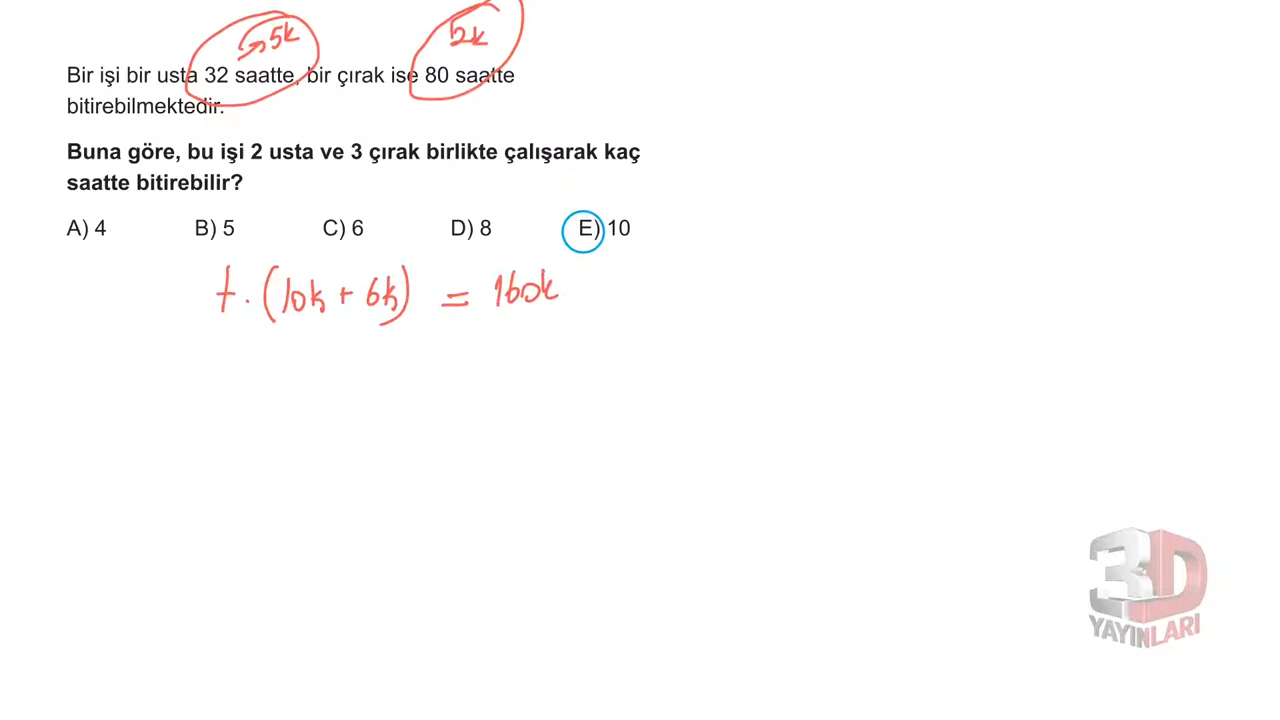 5k
2k
Bir işi bir usta 32 saatte, bir çırak ise 80 saatte
bitirebilmektedir.
Buna göre, bu işi 2 usta ve 3 çırak birlikte çalışarak kaç
saatte bitirebilir?
A) 4 B) 5 C) 6 D) 8 E) 10
t . (10k + 6k) = 160k
3D
YAYINLARI